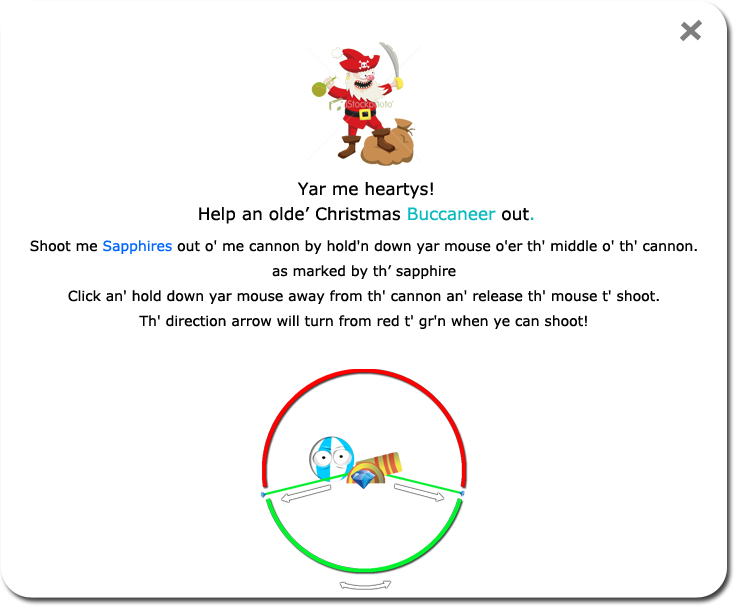 iStockphoto
Yar me heartys!
Help an olde’ Christmas Buccaneer out.
Shoot me Sapphires out o' me cannon by hold'n down yar mouse o'er th' middle o' th' cannon.
as marked by th’ sapphire
Click an' hold down yar mouse away from th' cannon an' release th' mouse t' shoot.
Th' direction arrow will turn from red t' gr'n when ye can shoot!